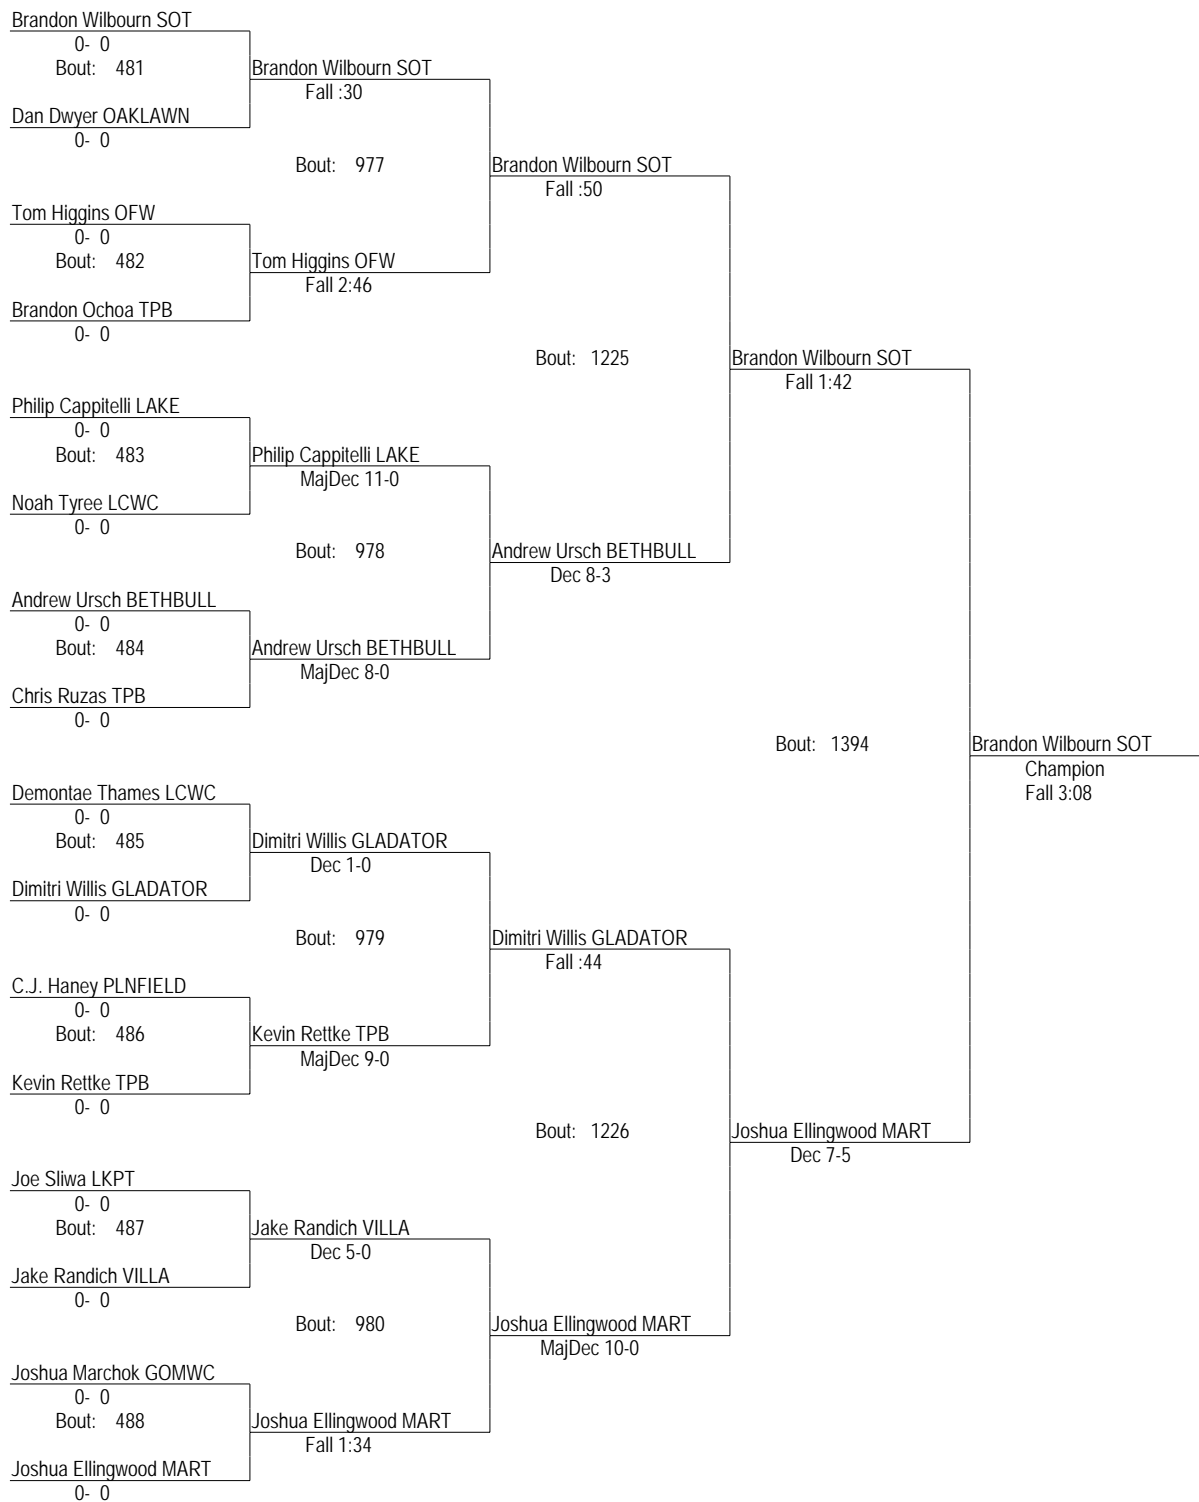 Brandon Wilbourn SOT
0- 0
Bout: 481
Brandon Wilbourn SOT
Fall :30
Dan Dwyer OAKLAWN
0- 0
Bout: 977
Brandon Wilbourn SOT
Fall :50
Tom Higgins OFW
0- 0
Bout: 482
Tom Higgins OFW
Fall 2:46
Brandon Ochoa TPB
0- 0
Bout: 1225
Brandon Wilbourn SOT
Fall 1:42
Philip Cappitelli LAKE
0- 0
Bout: 483
Philip Cappitelli LAKE
MajDec 11-0
Noah Tyree LCWC
0- 0
Bout: 978
Andrew Ursch BETHBULL
Dec 8-3
Andrew Ursch BETHBULL
0- 0
Bout: 484
Andrew Ursch BETHBULL
MajDec 8-0
Chris Ruzas TPB
0- 0
Bout: 1394
Brandon Wilbourn SOT
Champion
Fall 3:08
Demontae Thames LCWC
0- 0
Bout: 485
Dimitri Willis GLADATOR
Dec 1-0
Dimitri Willis GLADATOR
0- 0
Bout: 979
Dimitri Willis GLADATOR
Fall :44
C.J. Haney PLNFIELD
0- 0
Bout: 486
Kevin Rettke TPB
MajDec 9-0
Kevin Rettke TPB
0- 0
Bout: 1226
Joshua Ellingwood MART
Dec 7-5
Joe Sliwa LKPT
0- 0
Bout: 487
Jake Randich VILLA
Dec 5-0
Jake Randich VILLA
0- 0
Bout: 980
Joshua Ellingwood MART
MajDec 10-0
Joshua Marchok GOMWC
0- 0
Bout: 488
Joshua Ellingwood MART
Fall 1:34
Joshua Ellingwood MART
0- 0